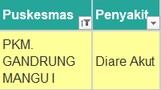 Puskesmas Penyakit
PKM.
GANDRUNG Diare Akut
MANGU I